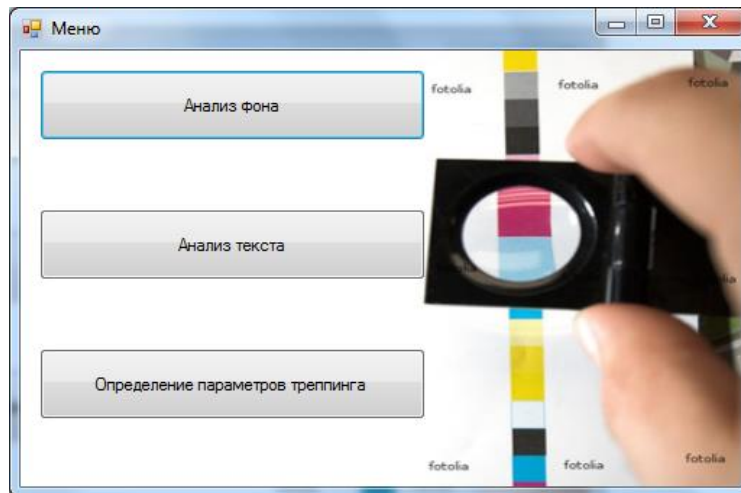 Меню
Анализ фона
Анализ текста
Определение параметров треппинга
fotolia
fotolia
fotolia
fotolia
fotolia
fotolia